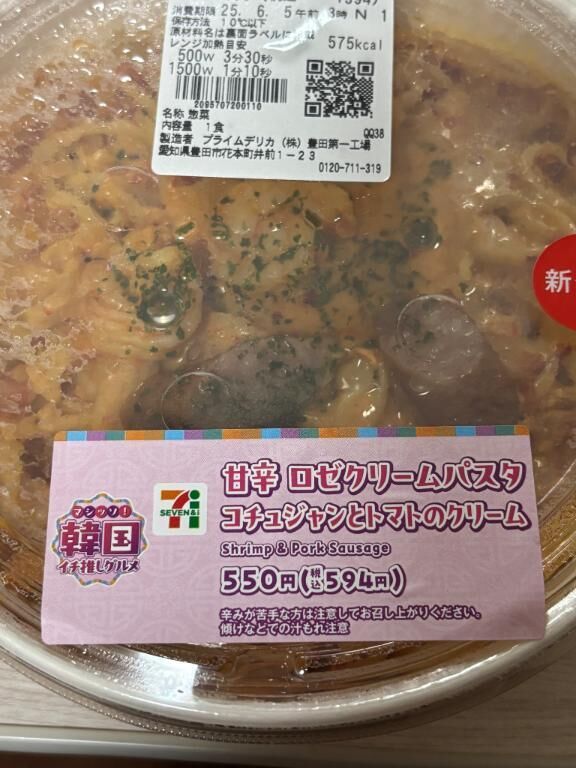 消費期限 25. 6. 5午前 3時 N 1
保存方法 10℃以下
原材料名は裏面ラベルに
レンジ加熱目安 575kcal
500W 3分30秒
1500W 1分10秒
2095707200110
名称 惣菜
内容量 1食 QQ38
製造者 プライムデリカ(株)豊田第一工場
愛知県豊田市花本町井前1-23
0120-711-319
新
マシッソ!
韓国
イチ推しグルメ
SEVEN&i
甘辛 ロゼクリームパスタ
コチュジャンとトマトのクリーム
Shrimp & Pork Sausage
550円(税込594円)
辛みが苦手な方は注意してお召し上がりください。
傾けなどでの汁もれ注意